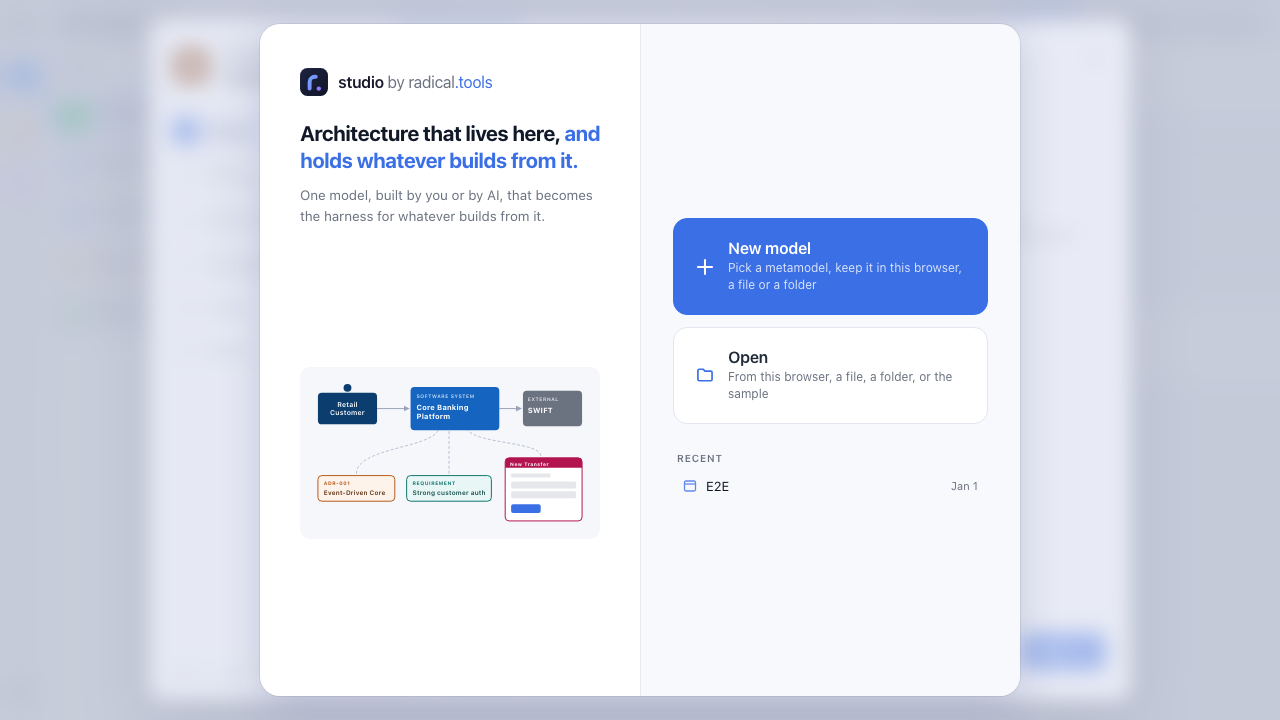 studio by radical.tools
Architecture that lives here, and
holds whatever builds from it.
One model, built by you or by AI, that becomes
the harness for whatever builds from it.
Retail
Customer
SOFTWARE SYSTEM
Core Banking
Platform
EXTERNAL
SWIFT
ADR-001
Event-Driven Core
REQUIREMENT
Strong customer auth
New Transfer
New model
Pick a metamodel, keep it in this browser,
a file or a folder
Open
From this browser, a file, a folder, or the
sample
RECENT
E2E
Jan 1